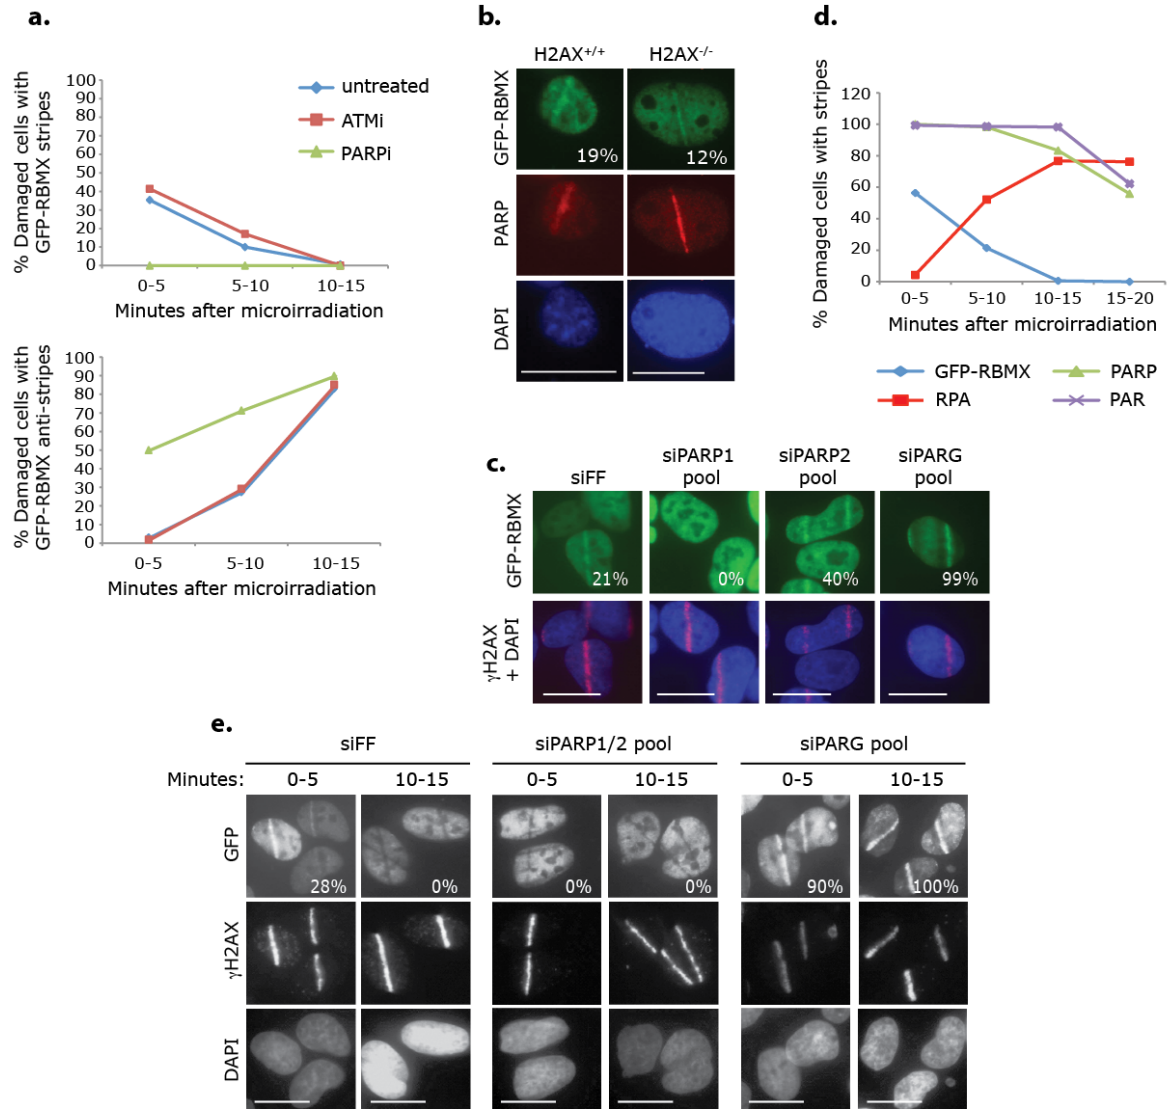 a.
% Damaged cells with
GFP-RBMX stripes
100
90
80
70
60
50
40
30
20
10
0
untreated
ATMi
PARPi
0-5
5-10
10-15
Minutes after microirradiation
% Damaged cells with
GFP-RBMX anti-stripes
100
90
80
70
60
50
40
30
20
10
0
0-5
5-10
10-15
Minutes after microirradiation
b.
H2AX+/+
H2AX-/-
GFP-RBMX
19%
12%
PARP
DAPI
d.
% Damaged cells with stripes
120
100
80
60
40
20
0
0-5
5-10
10-15
15-20
Minutes after microirradiation
GFP-RBMX
PARP
RPA
PAR
c.
siFF
siPARP1
pool
siPARP2
pool
siPARG
pool
GFP-RBMX
21%
0%
40%
99%
γH2AX
+ DAPI
e.
siFF
siPARP1/2 pool
siPARG pool
Minutes:
0-5
10-15
0-5
10-15
0-5
10-15
GFP
28%
0%
0%
0%
90%
100%
γH2AX
DAPI